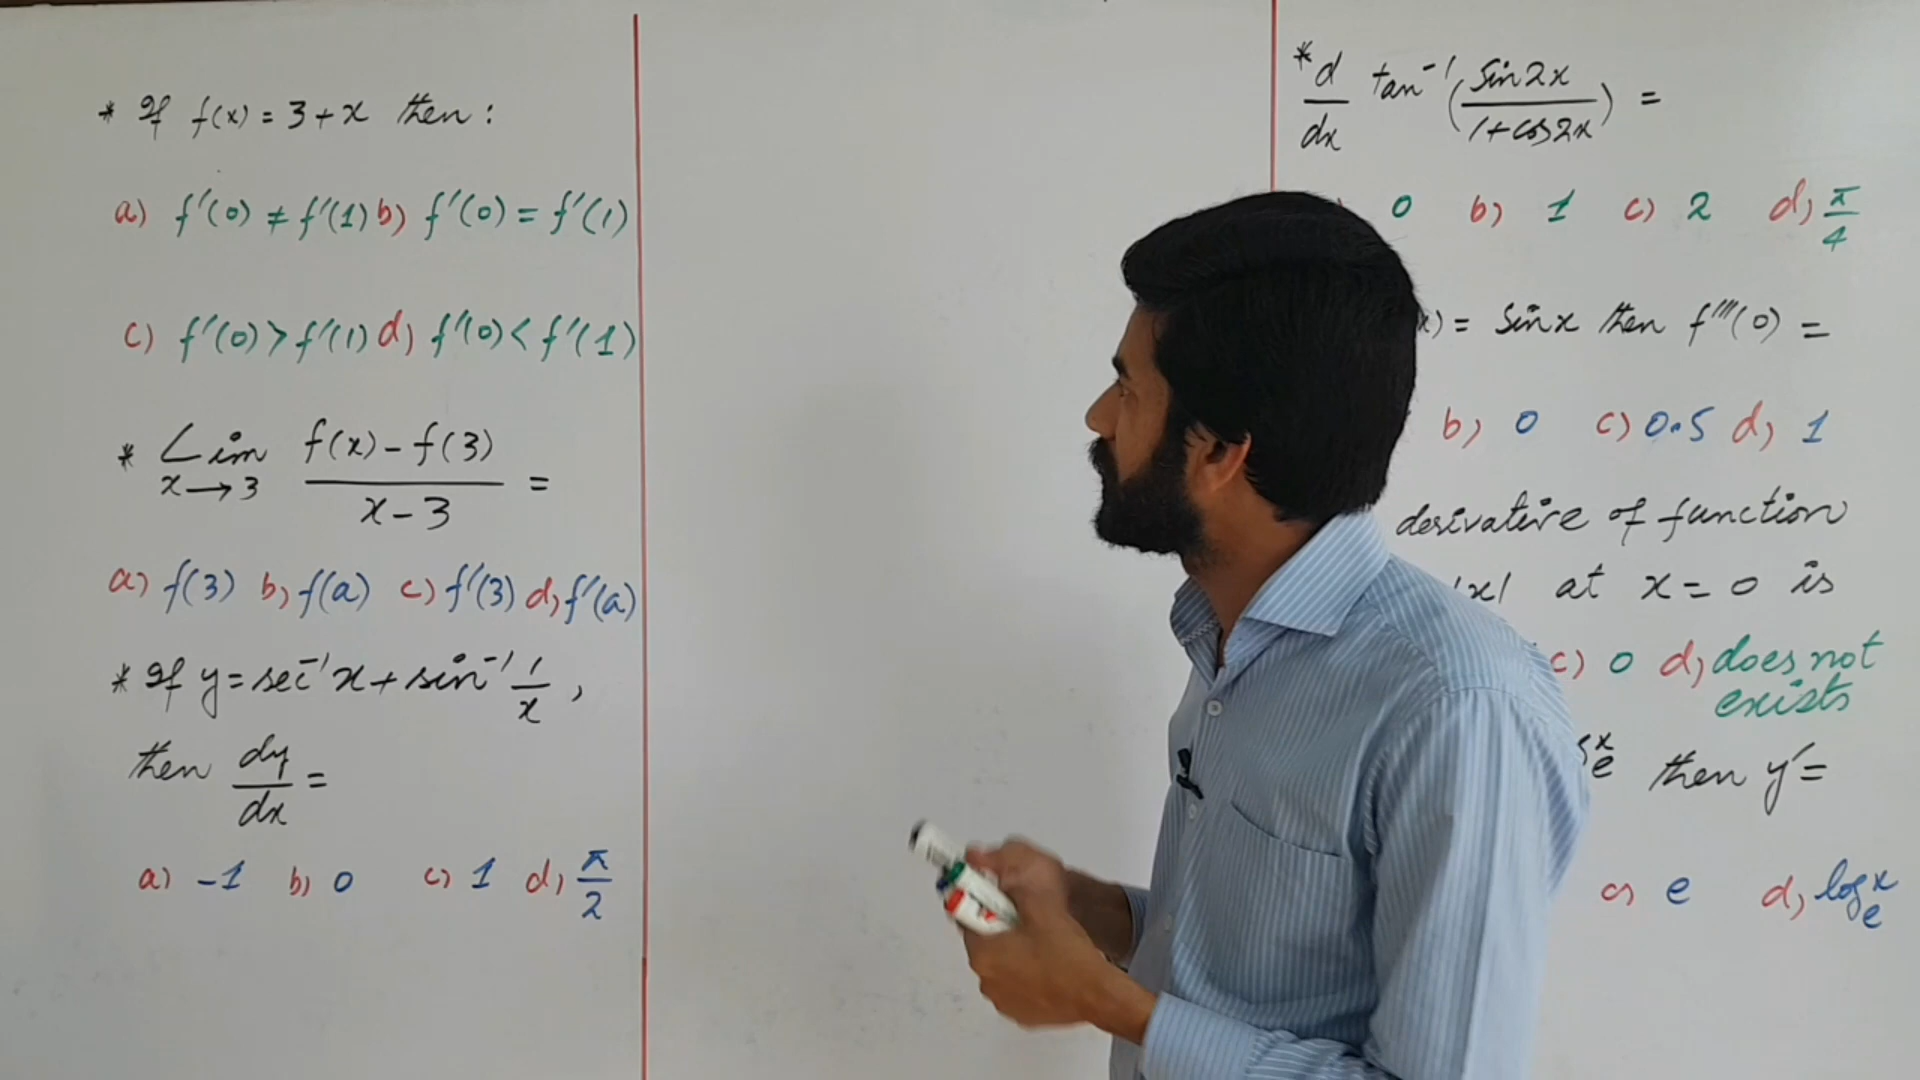 * If f(x) = 3 + x then :
a) f'(0) ≠ f'(1) b) f'(0) = f'(1)
c) f'(0) > f'(1) d) f'(0) < f'(1)
* Lim f(x) - f(3)
x → 3 x - 3 =
a) f(3) b) f(a) c) f'(3) d) f'(a)
* If y = sec⁻¹x + sin⁻¹ 1/x ,
then dy/dx =
a) -1 b) 0 c) 1 d) π/2
* d/dx tan⁻¹ (sin2x / 1 + cos2x) =
0 b) 1 c) 2 d) π/4
) = Sinx then f'''(0) =
b) 0 c) 0.5 d) 1
derivative of function
|x| at x = 0 is
c) 0 d) does not
exists
then y' =
c) e d) log x e